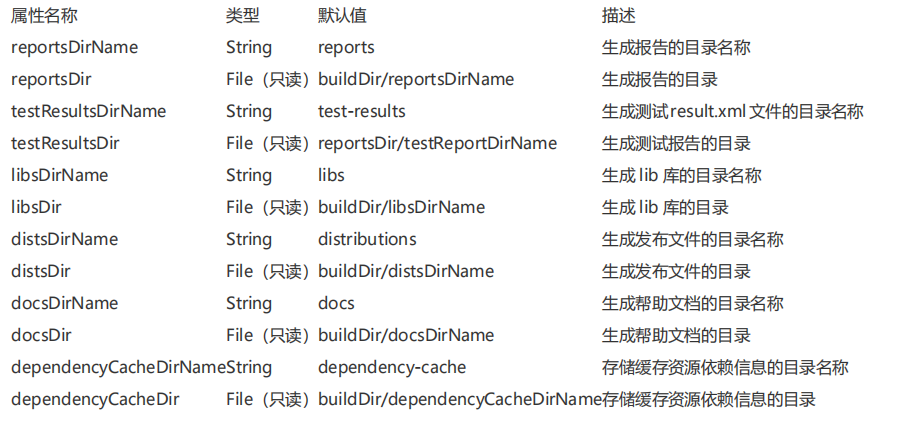 属性名称 类型 默认值 描述
reportsDirName String reports 生成报告的目录名称
reportsDir File（只读）buildDir/reportsDirName 生成报告的目录
testResultsDirName String test-results 生成测试result.xml文件的目录名称
testResultsDir File（只读）reportsDir/testReportDirName 生成测试报告的目录
libsDirName String libs 生成 lib 库的目录名称
libsDir File（只读）buildDir/libsDirName 生成 lib 库的目录
distsDirName String distributions 生成发布文件的目录名称
distsDir File（只读）buildDir/distsDirName 生成发布文件的目录
docsDirName String docs 生成帮助文档的目录名称
docsDir File（只读）buildDir/docsDirName 生成帮助文档的目录
dependencyCacheDirName String dependency-cache 存储缓存资源依赖信息的目录名称
dependencyCacheDir File（只读）buildDir/dependencyCacheDirName 存储缓存资源依赖信息的目录